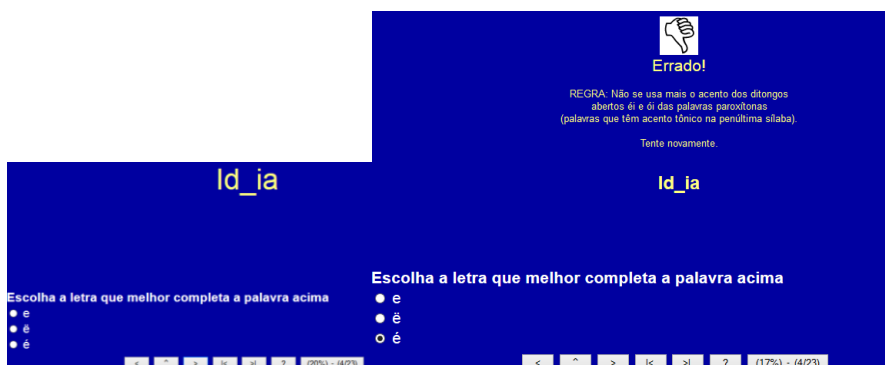 Id_ia
Escolha a letra que melhor completa a palavra acima
e
ë
é
< ^ > |< >| ? (20%) - (4/23)
Errado!
REGRA: Não se usa mais o acento dos ditongos
abertos éi e ói das palavras paroxítonas
(palavras que têm acento tônico na penúltima sílaba).
Tente novamente.
Id_ia
Escolha a letra que melhor completa a palavra acima
e
ë
é
< ^ > |< >| ? (17%) - (4/23)